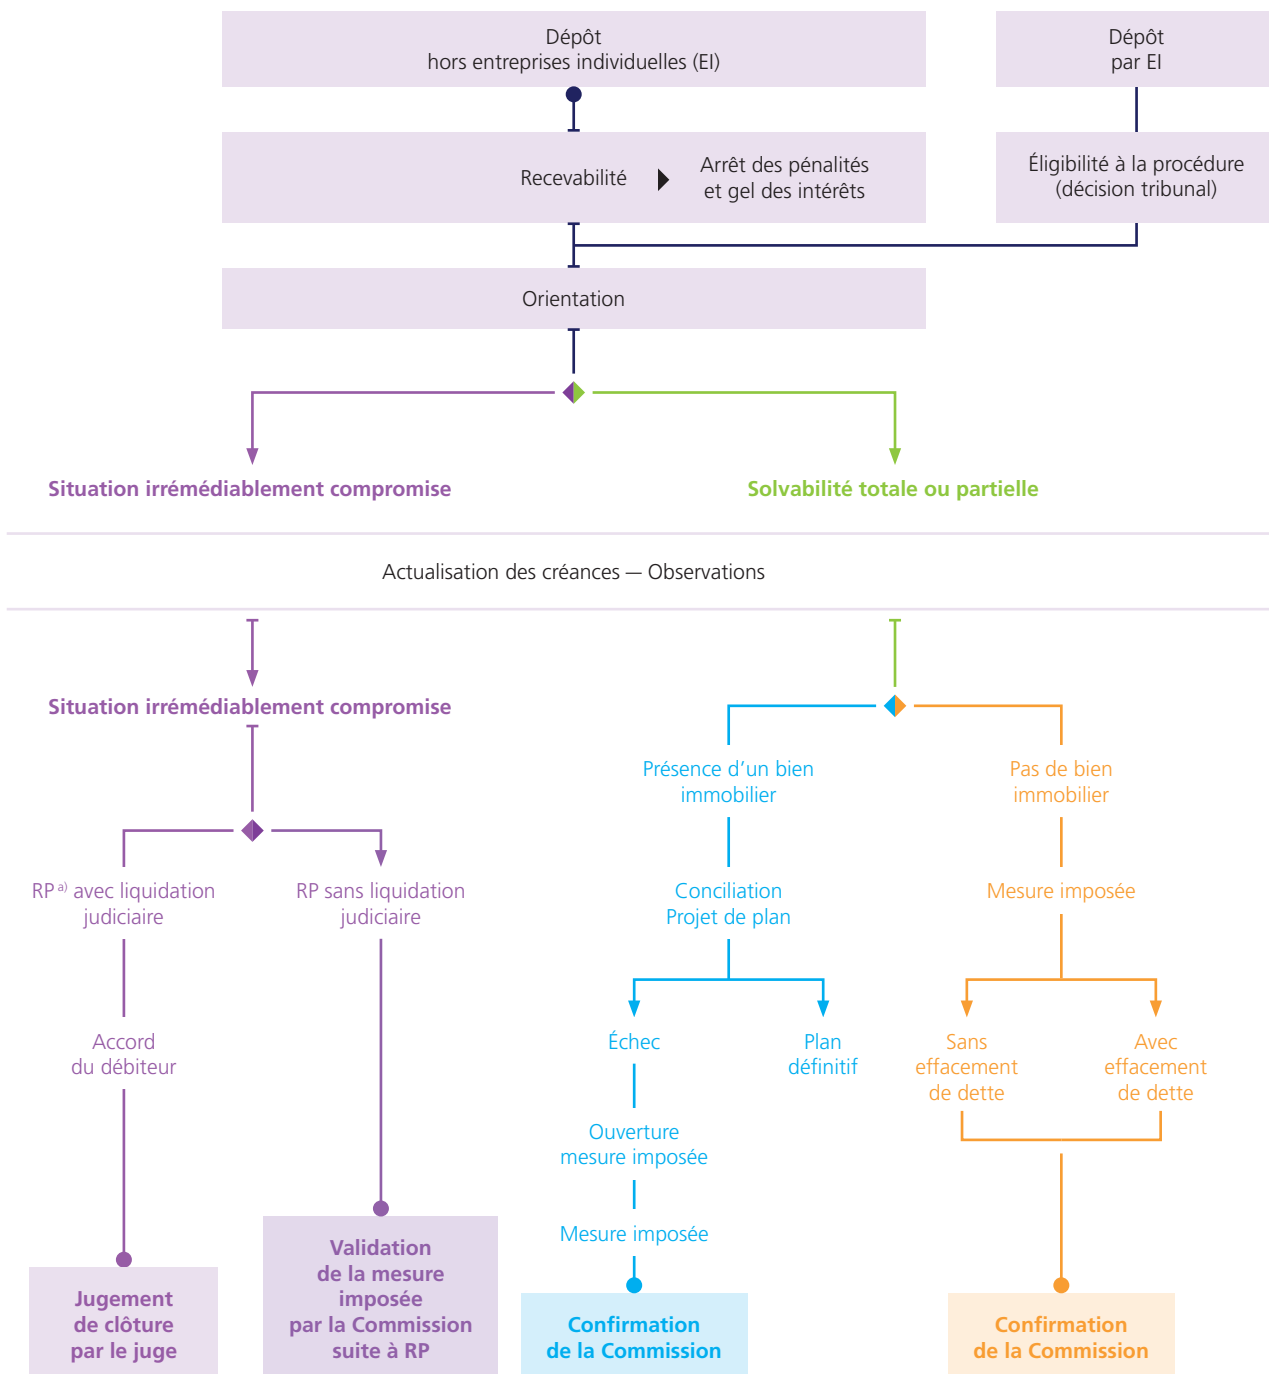 Dépôt
hors entreprises individuelles (EI)
Dépôt
par EI
Recevabilité
Arrêt des pénalités
et gel des intérêts
Éligibilité à la procédure
(décision tribunal)
Orientation
Situation irrémédiablement compromise
Solvabilité totale ou partielle
Actualisation des créances — Observations
Situation irrémédiablement compromise
Présence d’un bien
immobilier
Pas de bien
immobilier
RP a) avec liquidation
judiciaire
RP sans liquidation
judiciaire
Conciliation
Projet de plan
Mesure imposée
Accord
du débiteur
Échec
Plan
définitif
Sans
effacement
de dette
Avec
effacement
de dette
Ouverture
mesure imposée
Mesure imposée
Jugement
de clôture
par le juge
Validation
de la mesure
imposée
par la Commission
suite à RP
Confirmation
de la Commission
Confirmation
de la Commission